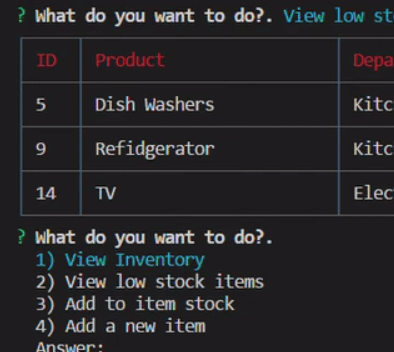 ? What do you want to do?. View low st
ID Product Depa
5 Dish Washers Kitc
9 Refidgerator Kitc
14 TV Elec
? What do you want to do?.
1) View Inventory
2) View low stock items
3) Add to item stock
4) Add a new item
Answer: